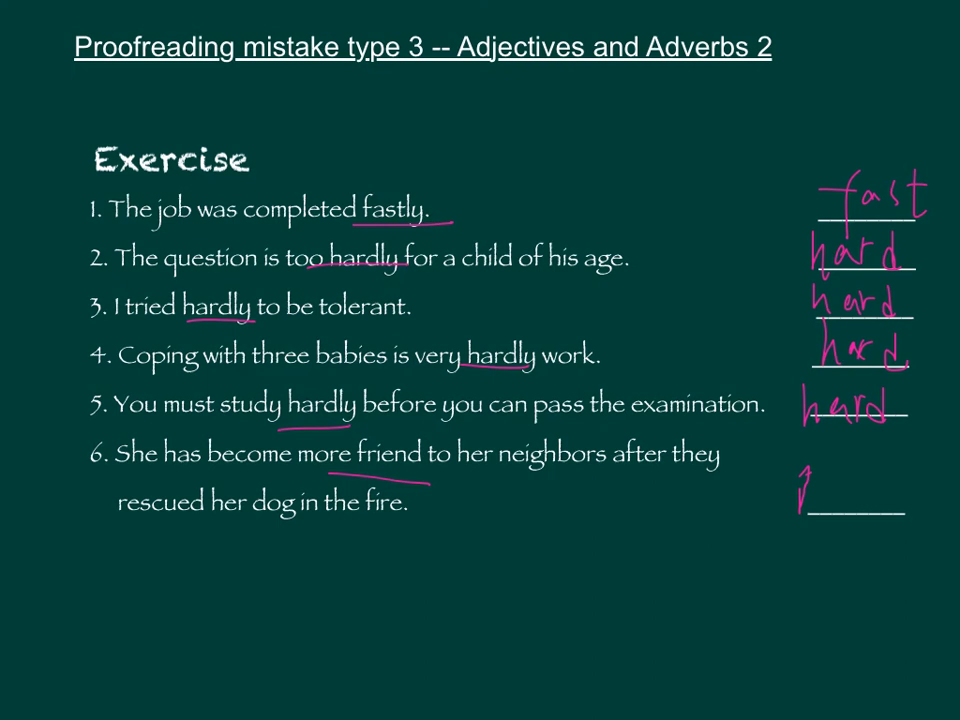 Proofreading mistake type 3 -- Adjectives and Adverbs 2
Exercise
1. The job was completed fastly. fast
2. The question is too hardly for a child of his age. hard
3. I tried hardly to be tolerant. hard
4. Coping with three babies is very hardly work. hard
5. You must study hardly before you can pass the examination. hard
6. She has become more friend to her neighbors after they
rescued her dog in the fire.